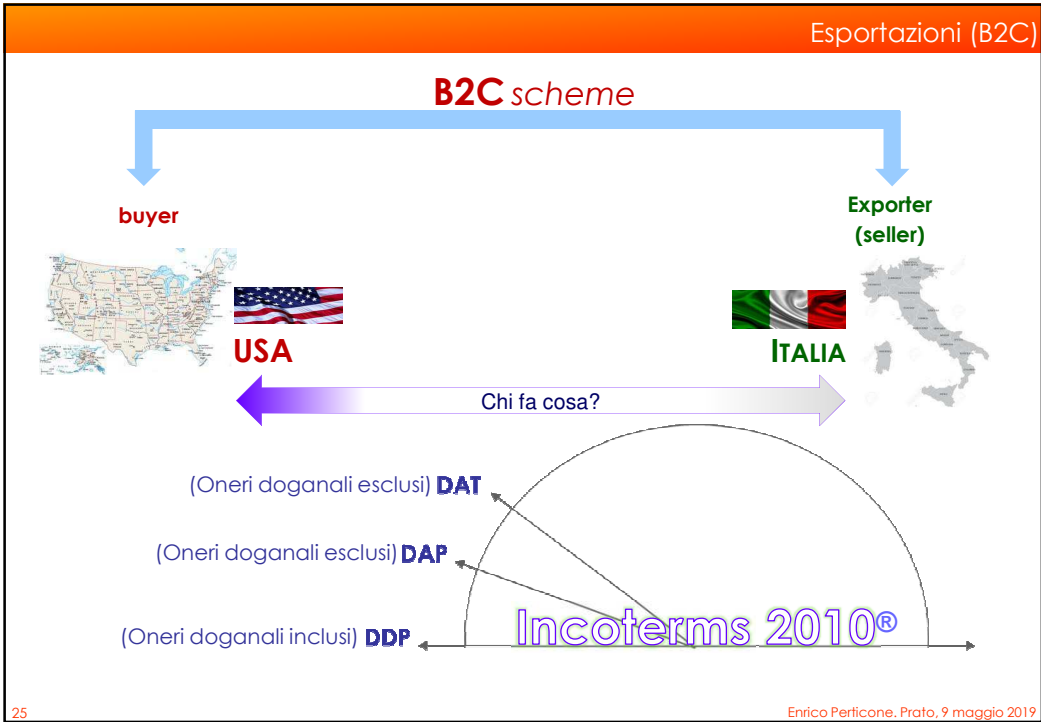 Esportazioni (B2C)
B2C scheme
buyer
Exporter
(seller)
USA
ITALIA
Chi fa cosa?
(Oneri doganali esclusi) DAT
(Oneri doganali esclusi) DAP
(Oneri doganali inclusi) DDP
Incoterms 2010®
25
Enrico Perticone. Prato, 9 maggio 2019